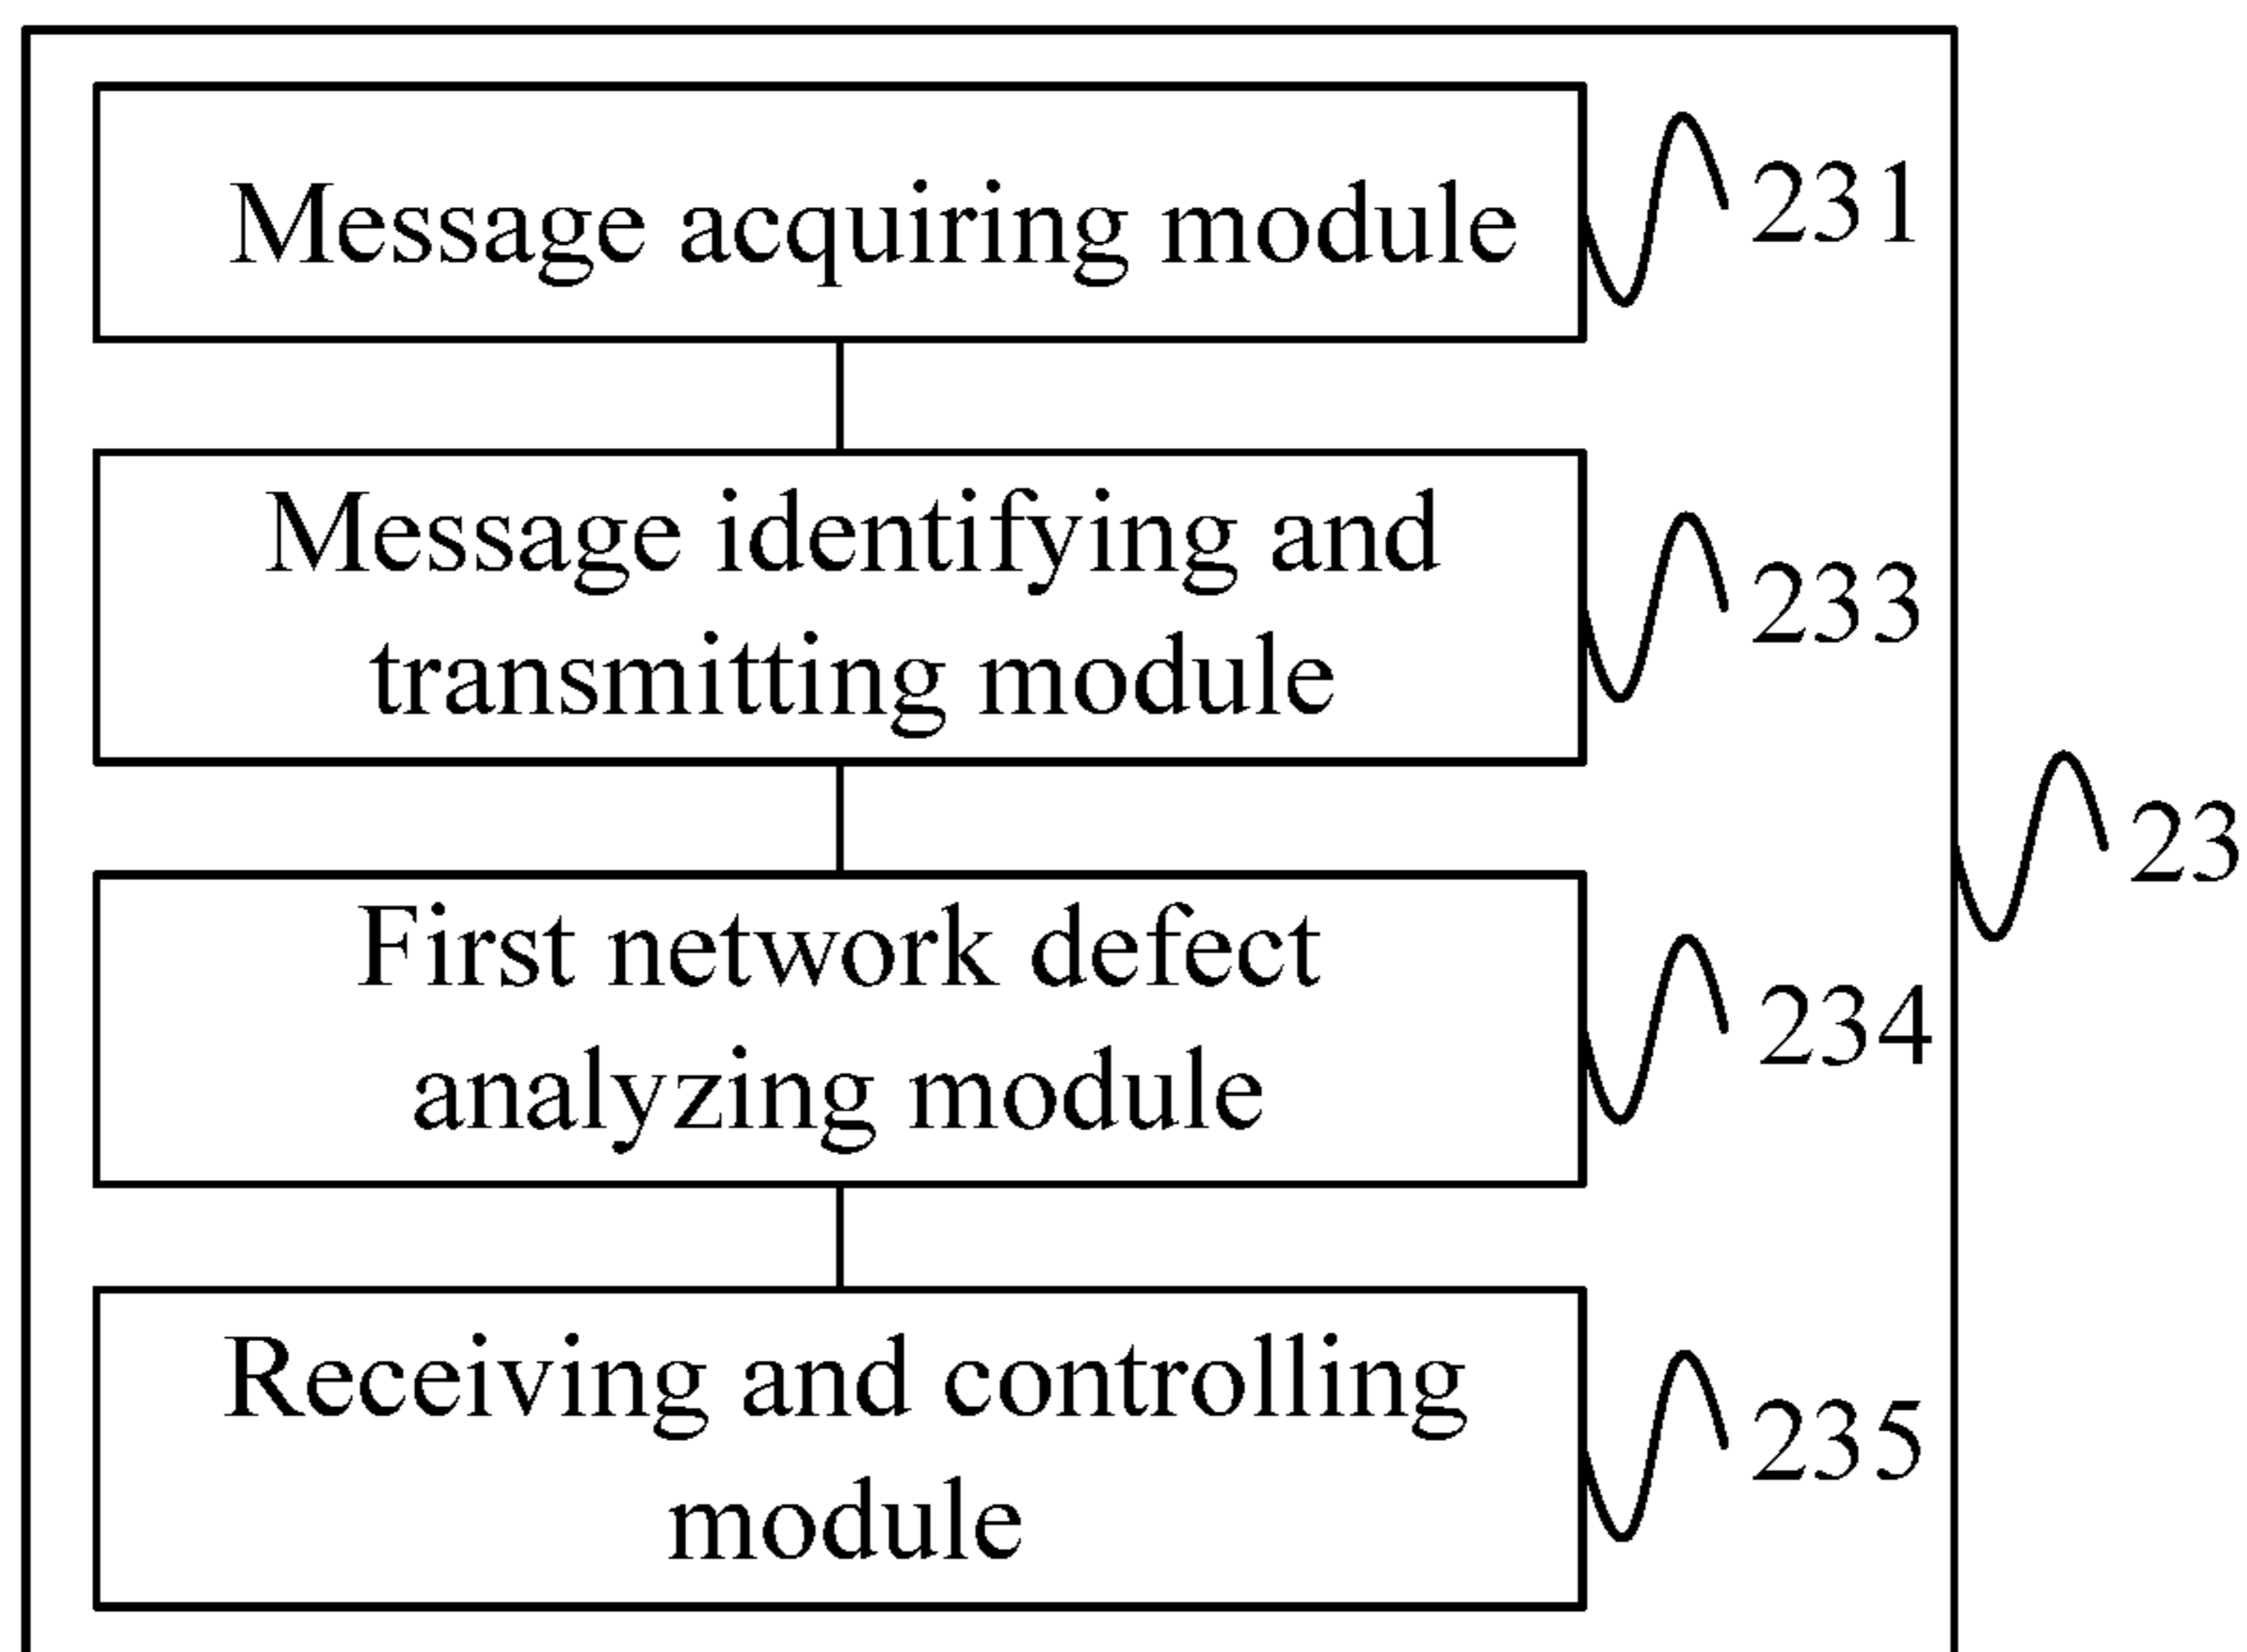 Message acquiring module
231
Message identifying and
transmitting module
233
23
First network defect
analyzing module
234
Receiving and controlling
module
235